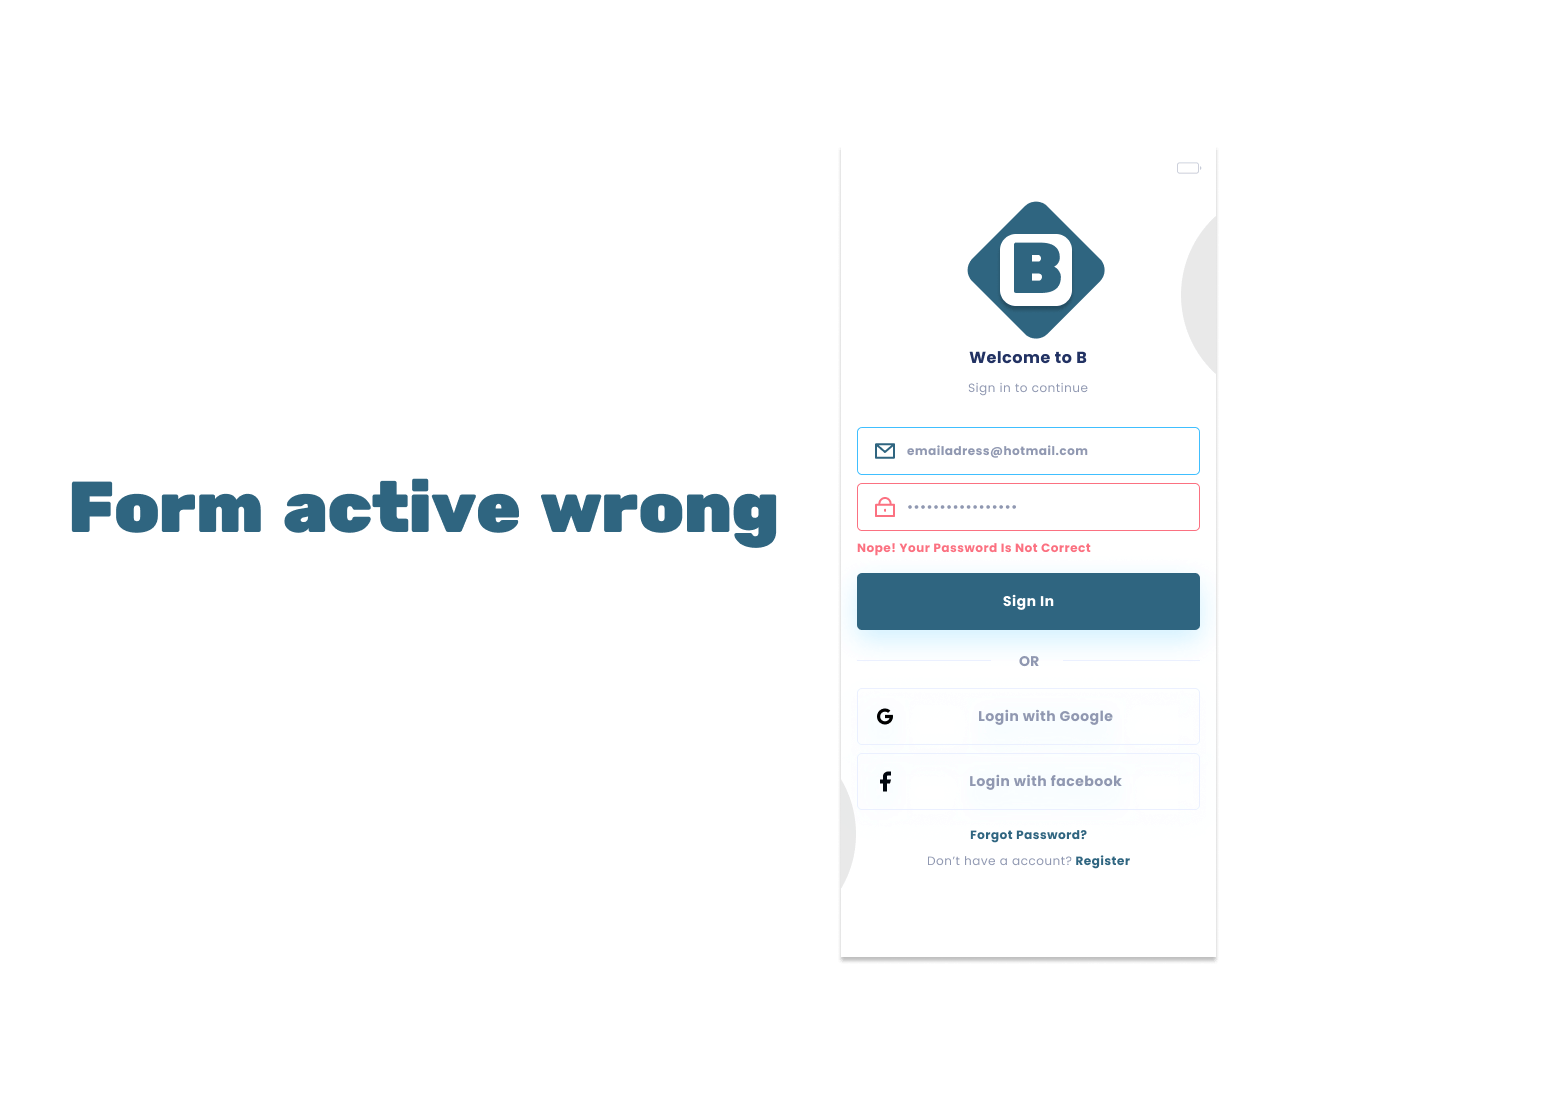 Form active wrong
B
Welcome to B
Sign in to continue
emailadress@hotmail.com
•••••••••••••••••
Nope! Your Password Is Not Correct
Sign In
OR
G
Login with Google
f
Login with facebook
Forgot Password?
Don’t have a account? Register